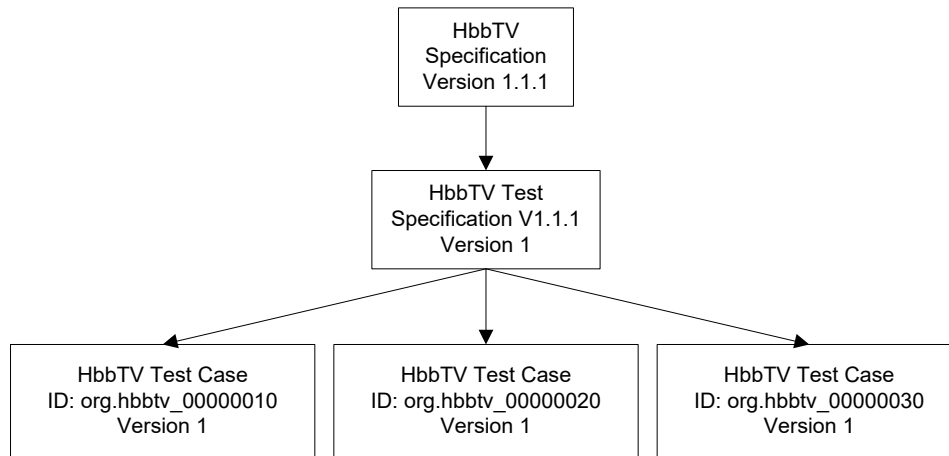 HbbTV
Specification
Version 1.1.1
HbbTV Test
Specification V1.1.1
Version 1
HbbTV Test Case
ID: org.hbbtv_00000010
Version 1
HbbTV Test Case
ID: org.hbbtv_00000020
Version 1
HbbTV Test Case
ID: org.hbbtv_00000030
Version 1